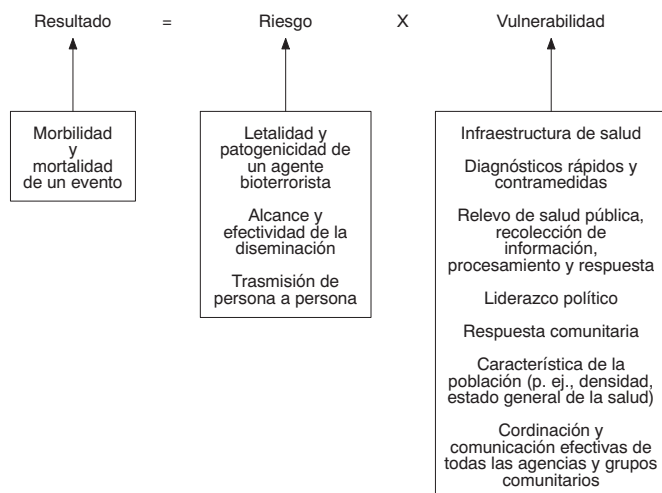 Resultado = Riesgo X Vulnerabilidad
Morbilidad
y
mortalidad
de un evento
Letalidad y
patogenicidad de
un agente
bioterrorista
Alcance y
efectividad de la
diseminación
Trasmisión de
persona a persona
Infraestructura de salud
Diagnósticos rápidos y
contramedidas
Relevo de salud pública,
recolección de
información,
procesamiento y respuesta
Liderazco político
Respuesta comunitaria
Característica de la
población (p. ej., densidad,
estado general de la salud)
Cordinación y
comunicación efectivas de
todas las agencias y grupos
comunitarios